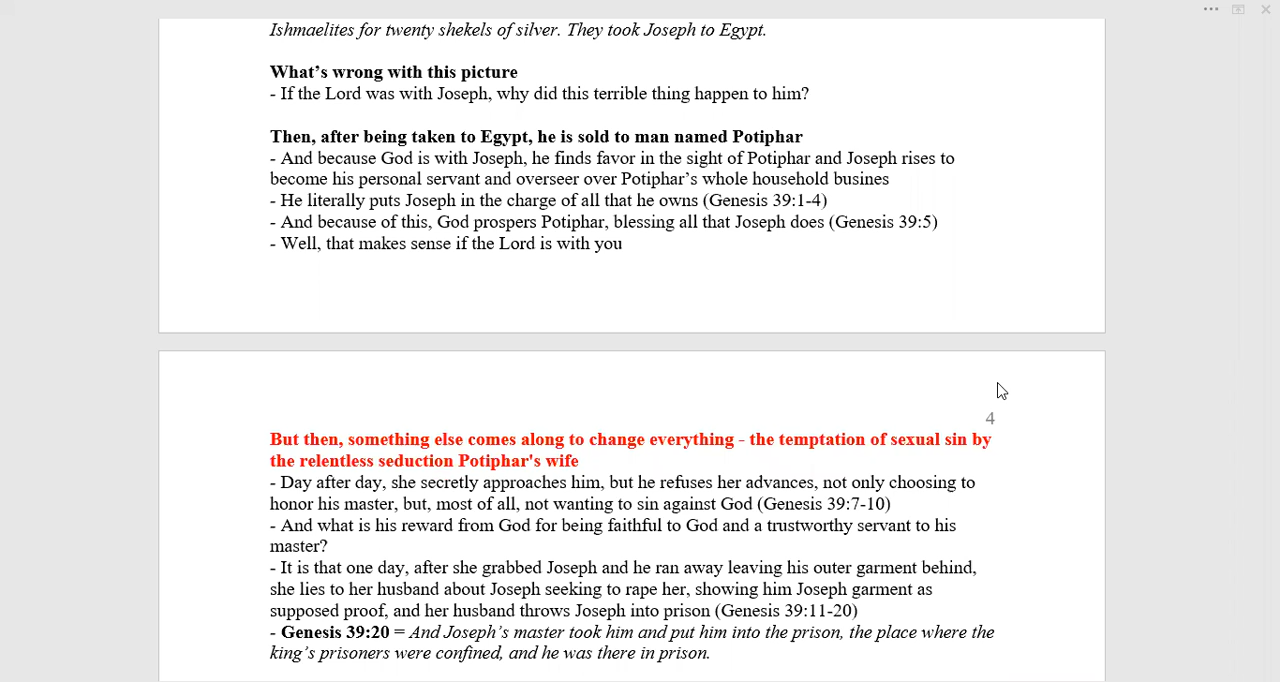 Ishmaelites for twenty shekels of silver. They took Joseph to Egypt.
What's wrong with this picture
- If the Lord was with Joseph, why did this terrible thing happen to him?
Then, after being taken to Egypt, he is sold to man named Potiphar
- And because God is with Joseph, he finds favor in the sight of Potiphar and Joseph rises to
become his personal servant and overseer over Potiphar's whole household busines
- He literally puts Joseph in the charge of all that he owns (Genesis 39:1-4)
- And because of this, God prospers Potiphar, blessing all that Joseph does (Genesis 39:5)
- Well, that makes sense if the Lord is with you
4
But then, something else comes along to change everything - the temptation of sexual sin by
the relentless seduction Potiphar's wife
- Day after day, she secretly approaches him, but he refuses her advances, not only choosing to
honor his master, but, most of all, not wanting to sin against God (Genesis 39:7-10)
- And what is his reward from God for being faithful to God and a trustworthy servant to his
master?
- It is that one day, after she grabbed Joseph and he ran away leaving his outer garment behind,
she lies to her husband about Joseph seeking to rape her, showing him Joseph garment as
supposed proof, and her husband throws Joseph into prison (Genesis 39:11-20)
- Genesis 39:20 = And Joseph's master took him and put him into the prison, the place where the
king's prisoners were confined, and he was there in prison.